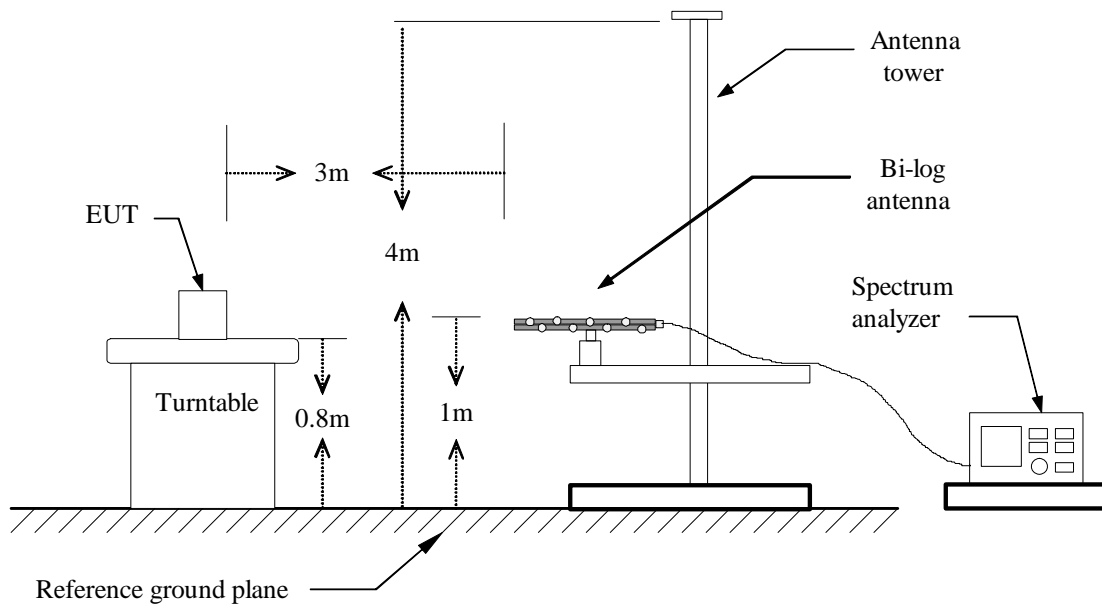 Antenna
tower
3m
Bi-log
antenna
EUT
4m
Spectrum
analyzer
Turntable
0.8m
1m
Reference ground plane